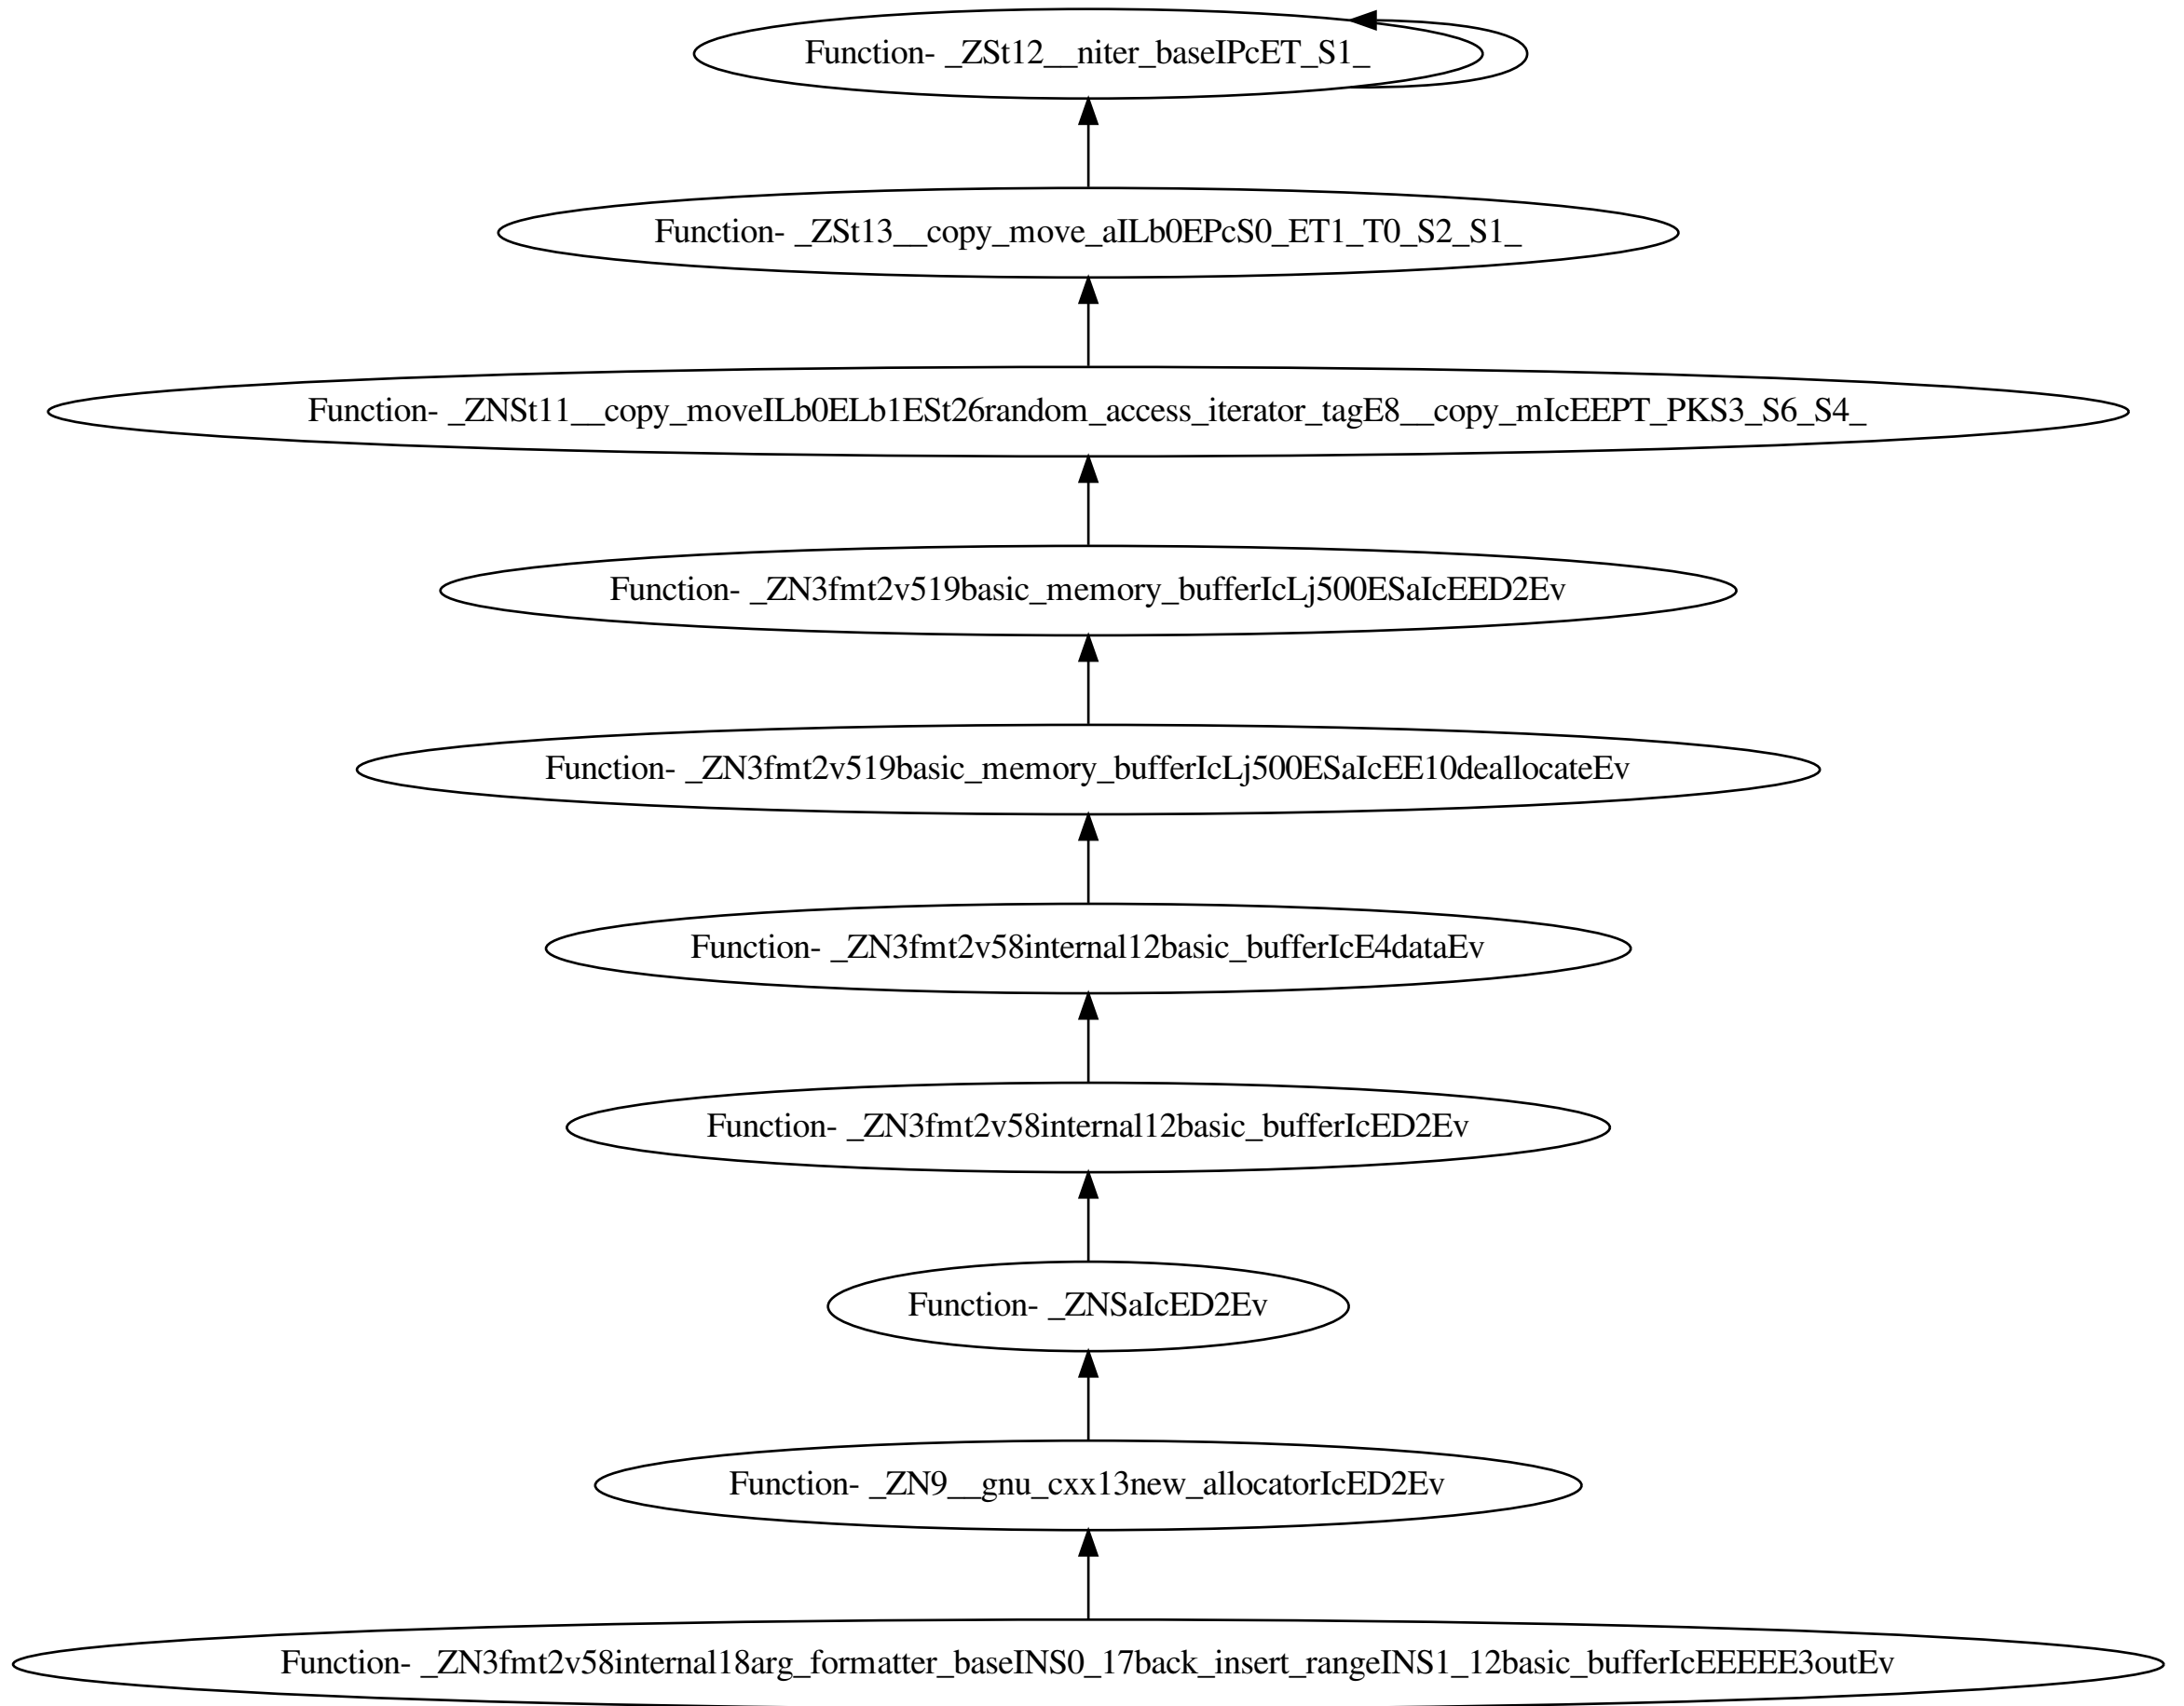 Function- _ZSt12__niter_baseIPcET_S1_
Function- _ZSt13__copy_move_aILb0EPcS0_ET1_T0_S2_S1_
Function- _ZNSt11__copy_moveILb0ELb1ESt26random_access_iterator_tagE8__copy_mIcEEPT_PKS3_S6_S4_
Function- _ZN3fmt2v519basic_memory_bufferIcLj500ESaIcEED2Ev
Function- _ZN3fmt2v519basic_memory_bufferIcLj500ESaIcEE10deallocateEv
Function- _ZN3fmt2v58internal12basic_bufferIcE4dataEv
Function- _ZN3fmt2v58internal12basic_bufferIcED2Ev
Function- _ZNSaIcED2Ev
Function- _ZN9__gnu_cxx13new_allocatorIcED2Ev
Function- _ZN3fmt2v58internal18arg_formatter_baseINS0_17back_insert_rangeINS1_12basic_bufferIcEEEEE3outEv